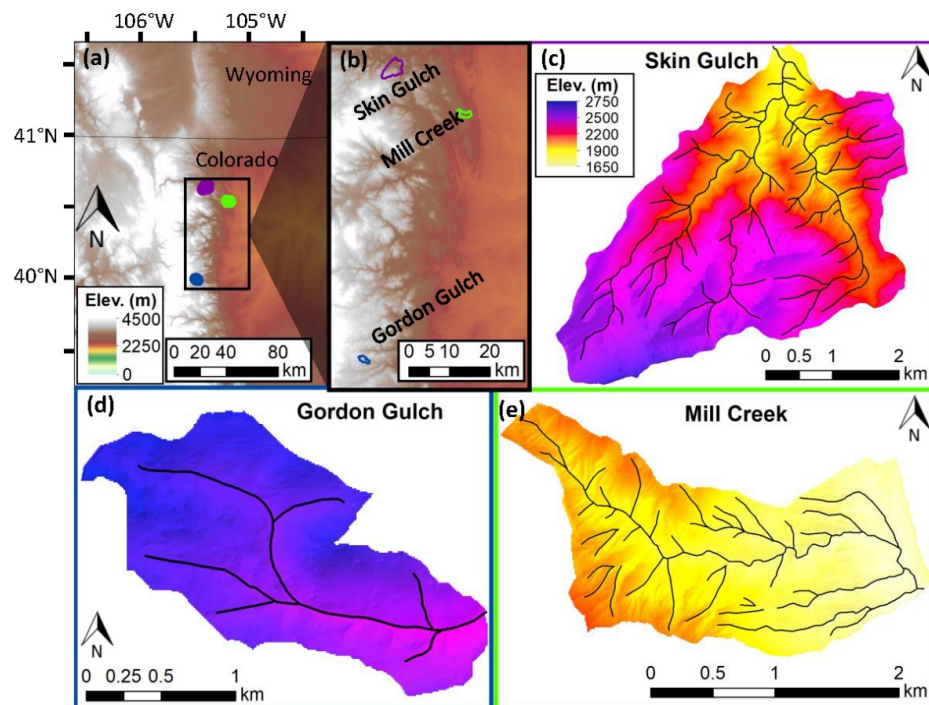 106°W
105°W
(a)
Wyoming
41°N
Colorado
N
40°N
Elev. (m)
4500
2250
0
0 20 40 80
km
(b)
Skin Gulch
Mill Creek
Gordon Gulch
0 5 10 20
km
(c)
Skin Gulch
N
Elev. (m)
2750
2500
2200
1900
1650
0 0.5 1 2
km
(d)
Gordon Gulch
N
0 0.25 0.5 1
km
(e)
Mill Creek
N
0 0.5 1 2
km